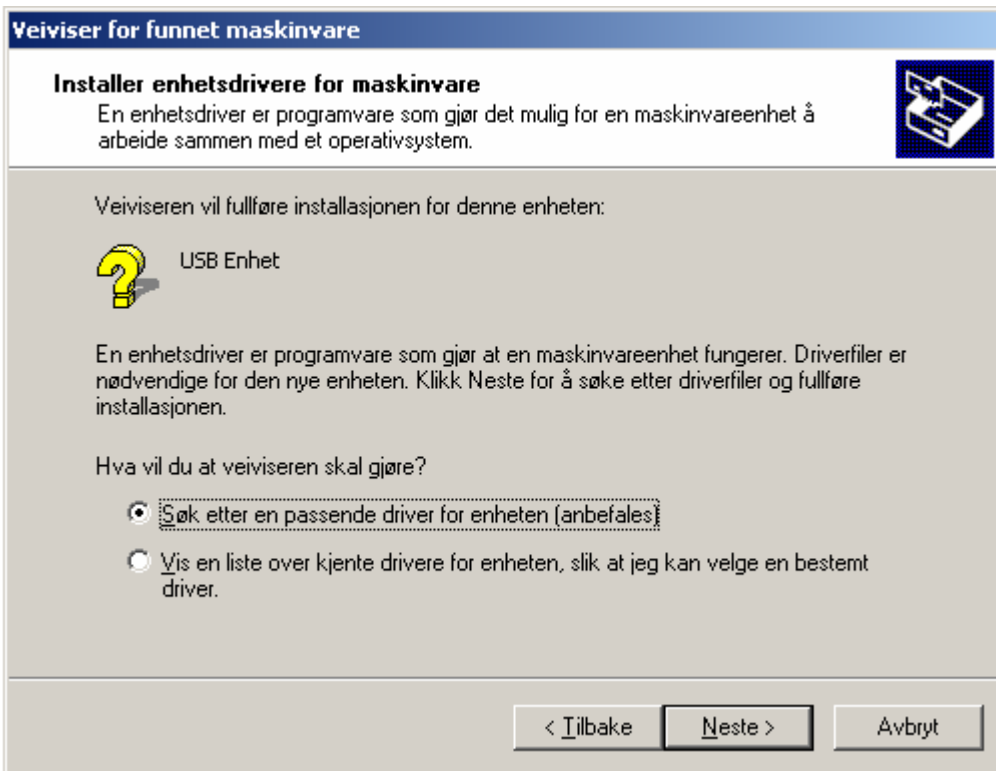 Veiviser for funnet maskinvare
Installer enhetsdrivere for maskinvare
En enhetsdriver er programvare som gjør det mulig for en maskinvareenhet å
arbeide sammen med et operativsystem.
Veiviseren vil fullføre installasjonen for denne enheten:
USB Enhet
En enhetsdriver er programvare som gjør at en maskinvareenhet fungerer. Driverfiler er
nødvendige for den nye enheten. Klikk Neste for å søke etter driverfiler og fullføre
installasjonen.
Hva vil du at veiviseren skal gjøre?
Søk etter en passende driver for enheten (anbefales)
Vis en liste over kjente drivere for enheten, slik at jeg kan velge en bestemt
driver.
< Tilbake
Neste >
Avbryt